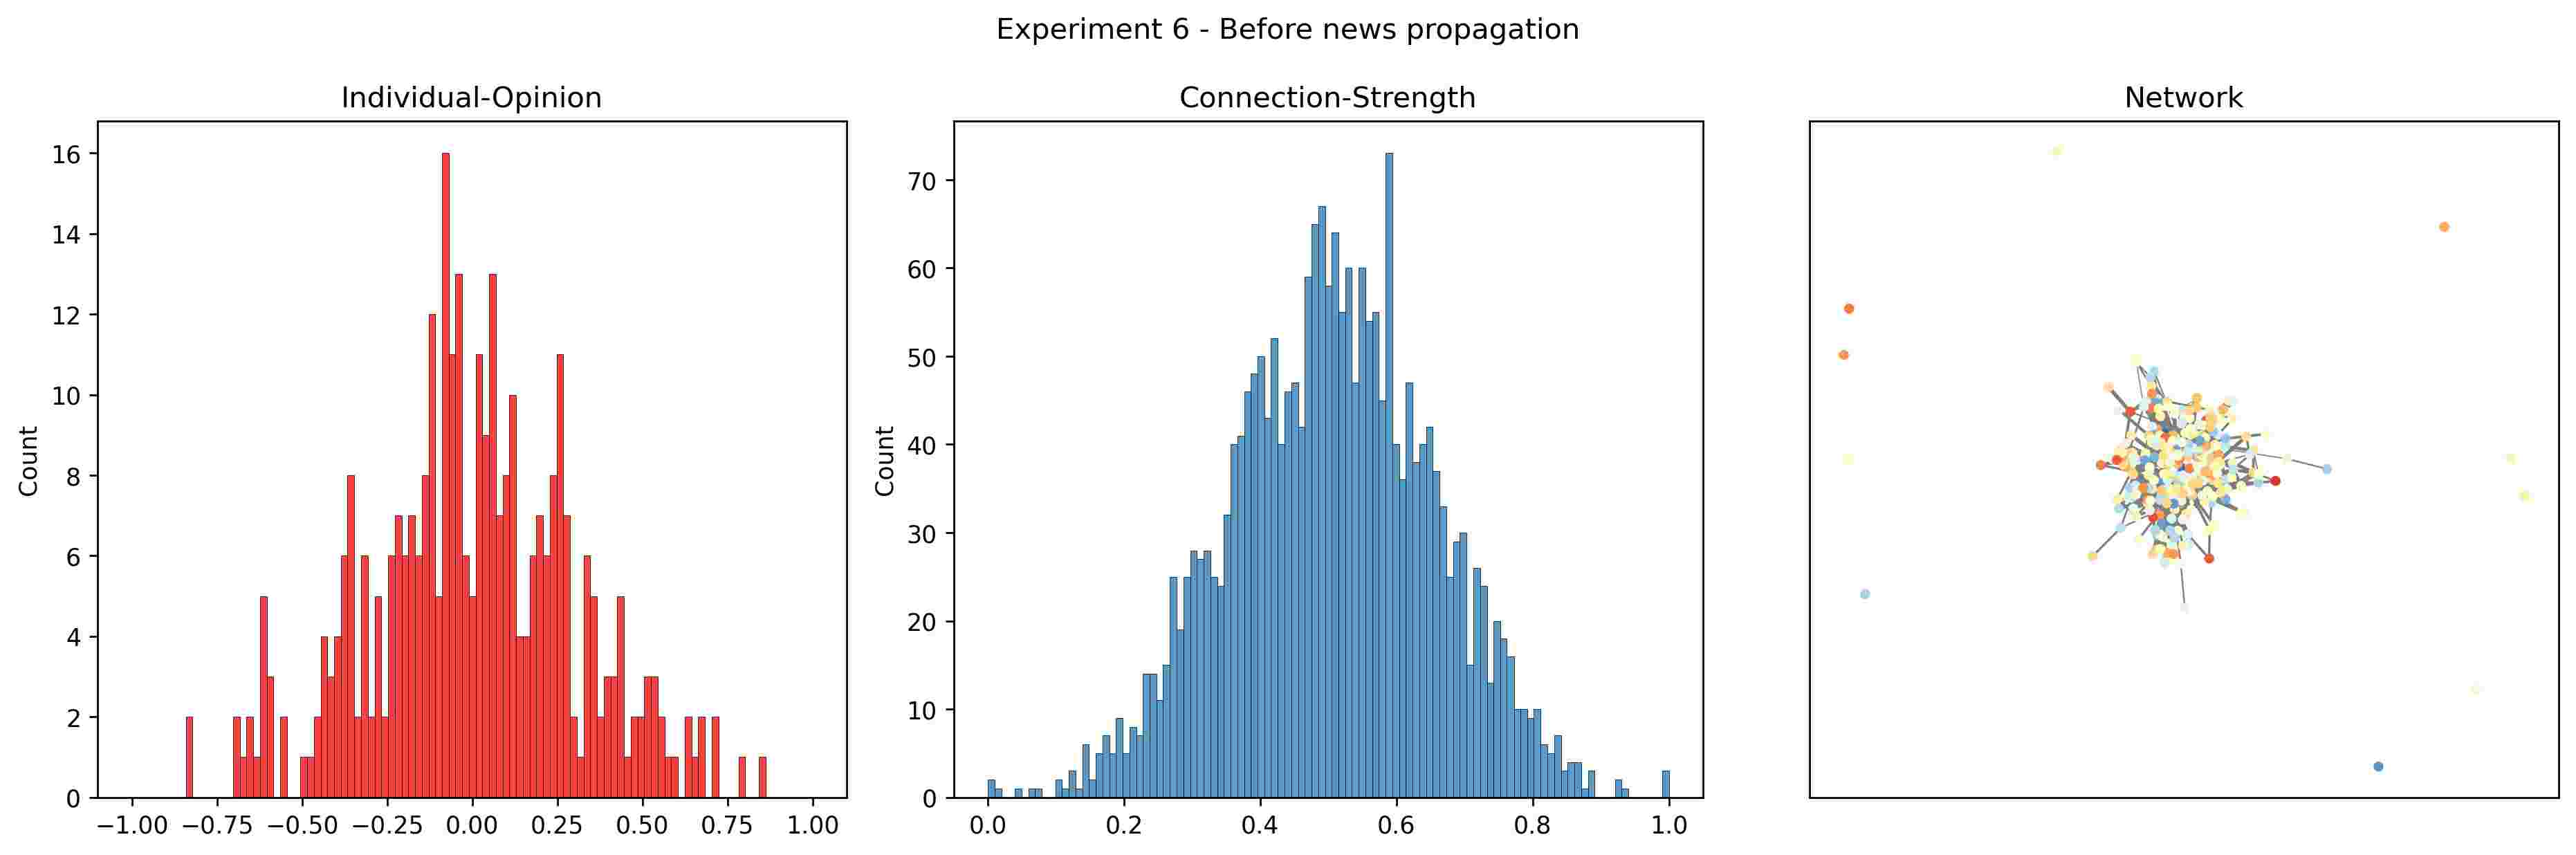 Experiment 6 - Before news propagation
Individual-Opinion
Connection-Strength
Network
Count
16
14
12
10
8
6
4
2
0
−1.00 −0.75 −0.50 −0.25 0.00 0.25 0.50 0.75 1.00
Count
70
60
50
40
30
20
10
0
0.0 0.2 0.4 0.6 0.8 1.0